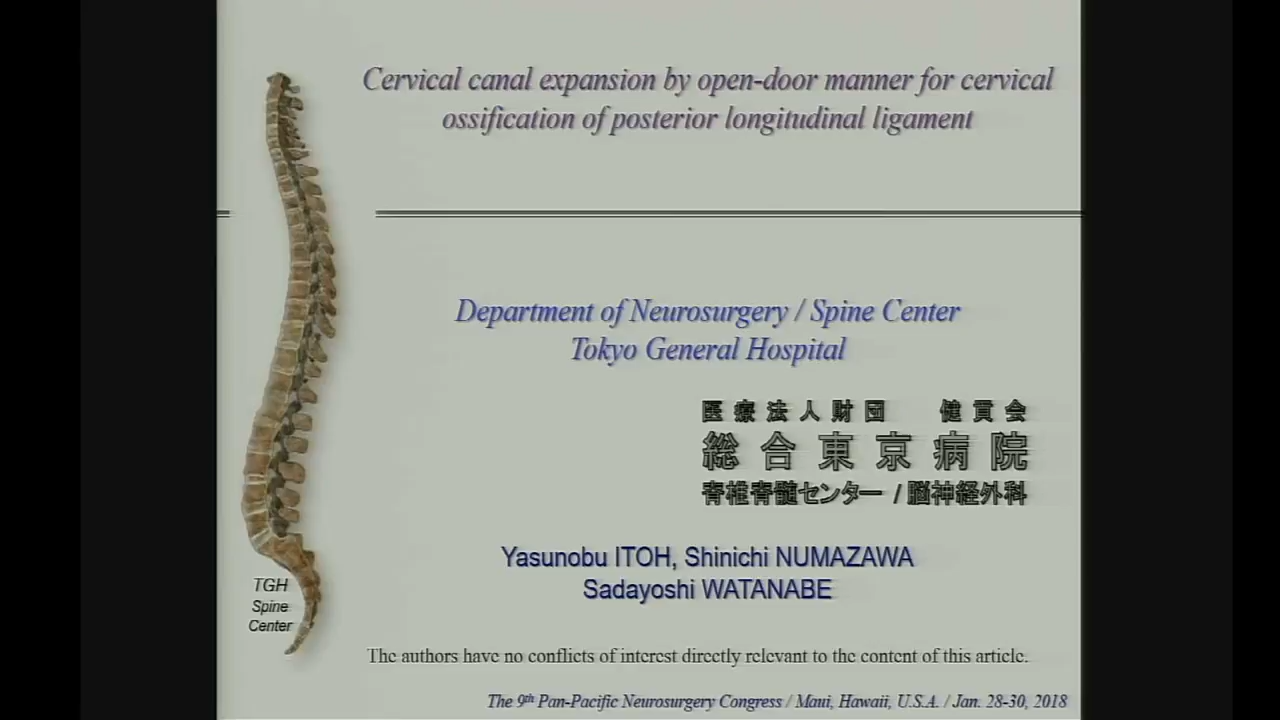 Cervical canal expansion by open-door manner for cervical
ossification of posterior longitudinal ligament
Department of Neurosurgery / Spine Center
Tokyo General Hospital
医療法人財団 健貢会
総合東京病院
脊椎脊髄センター / 脳神経外科
Yasunobu ITOH, Shinichi NUMAZAWA
Sadayoshi WATANABE
TGH
Spine
Center
The authors have no conflicts of interest directly relevant to the content of this article.
The 9th Pan-Pacific Neurosurgery Congress / Maui, Hawaii, U.S.A. / Jan. 28-30, 2018